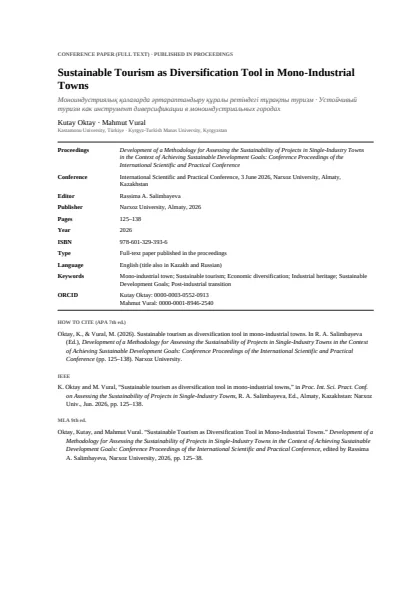 CONFERENCE PAPER (FULL TEXT) · PUBLISHED IN PROCEEDINGS
Sustainable Tourism as Diversification Tool in Mono-Industrial
Towns
Моноиндустриялық қалаларда әртараптандыру құралы ретіндегі тұрақты туризм · Устойчивый
туризм как инструмент диверсификации в моноиндустриальных городах
Kutay Oktay · Mahmut Vural
Kastamonu University, Türkiye · Kyrgyz-Turkish Manas University, Kyrgyzstan
Proceedings Development of a Methodology for Assessing the Sustainability of Projects in Single-Industry Towns
in the Context of Achieving Sustainable Development Goals: Conference Proceedings of the
International Scientific and Practical Conference
Conference International Scientific and Practical Conference, 3 June 2026, Narxoz University, Almaty,
Kazakhstan
Editor Rassima A. Salimbayeva
Publisher Narxoz University, Almaty, 2026
Pages 125–138
Year 2026
ISBN 978-601-329-393-6
Type Full-text paper published in the proceedings
Language English (title also in Kazakh and Russian)
Keywords Mono-industrial town; Sustainable tourism; Economic diversification; Industrial heritage; Sustainable
Development Goals; Post-industrial transition
ORCID Kutay Oktay: 0000-0003-0552-0913
Mahmut Vural: 0000-0001-8946-2540
HOW TO CITE (APA 7th ed.)
Oktay, K., & Vural, M. (2026). Sustainable tourism as diversification tool in mono-industrial towns. In R. A. Salimbayeva
(Ed.), Development of a Methodology for Assessing the Sustainability of Projects in Single-Industry Towns in the Context
of Achieving Sustainable Development Goals: Conference Proceedings of the International Scientific and Practical
Conference (pp. 125–138). Narxoz University.
IEEE
K. Oktay and M. Vural, "Sustainable tourism as diversification tool in mono-industrial towns," in Proc. Int. Sci. Pract. Conf.
on Assessing the Sustainability of Projects in Single-Industry Towns, R. A. Salimbayeva, Ed., Almaty, Kazakhstan: Narxoz
Univ., Jun. 2026, pp. 125–138.
MLA 9th ed.
Oktay, Kutay, and Mahmut Vural. "Sustainable Tourism as Diversification Tool in Mono-Industrial Towns." Development of a
Methodology for Assessing the Sustainability of Projects in Single-Industry Towns in the Context of Achieving Sustainable
Development Goals: Conference Proceedings of the International Scientific and Practical Conference, edited by Rassima
A. Salimbayeva, Narxoz University, 2026, pp. 125–38.